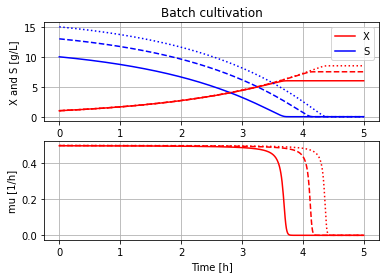 Batch cultivation
X and S [g/L]
15
10
5
0
X
S
0 1 2 3 4 5
mu [1/h]
0.4
0.2
0.0
0 1 2 3 4 5
Time [h]